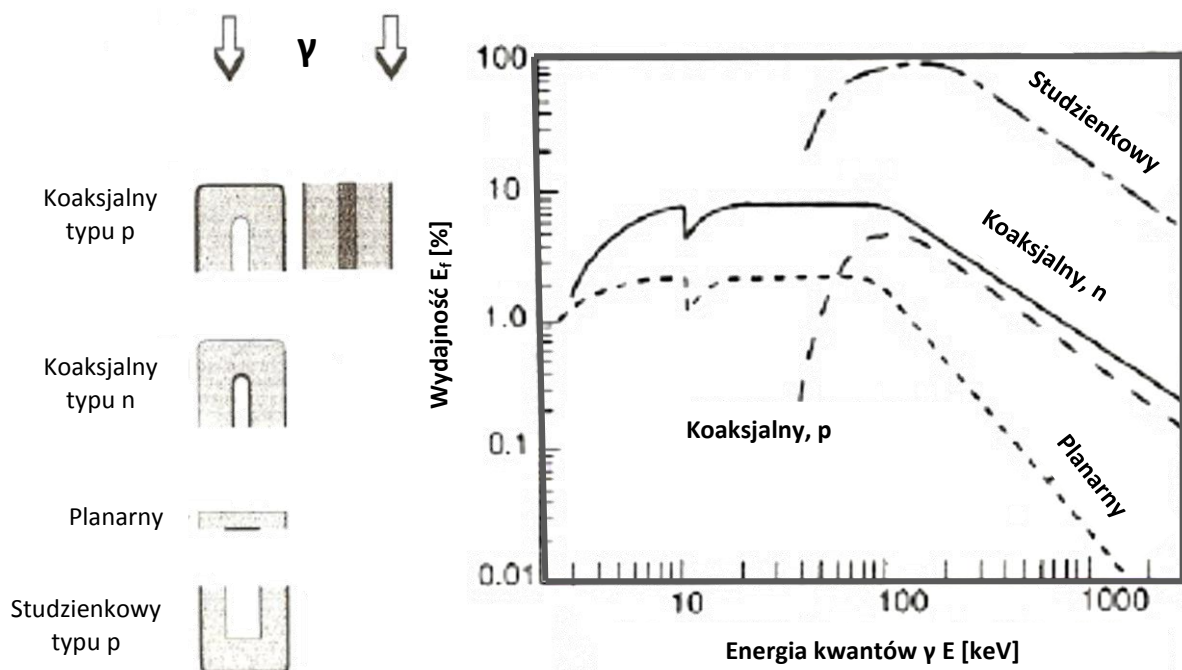 γ
Koaksjalny
typu p
Koaksjalny
typu n
Planarny
Studzienkowy
typu p
Wydajność E_f [%]
100
10
1.0
0.1
0.01
Studzienkowy
Koaksjalny, n
Koaksjalny, p
Planarny
10
100
1000
Energia kwantów γ E [keV]